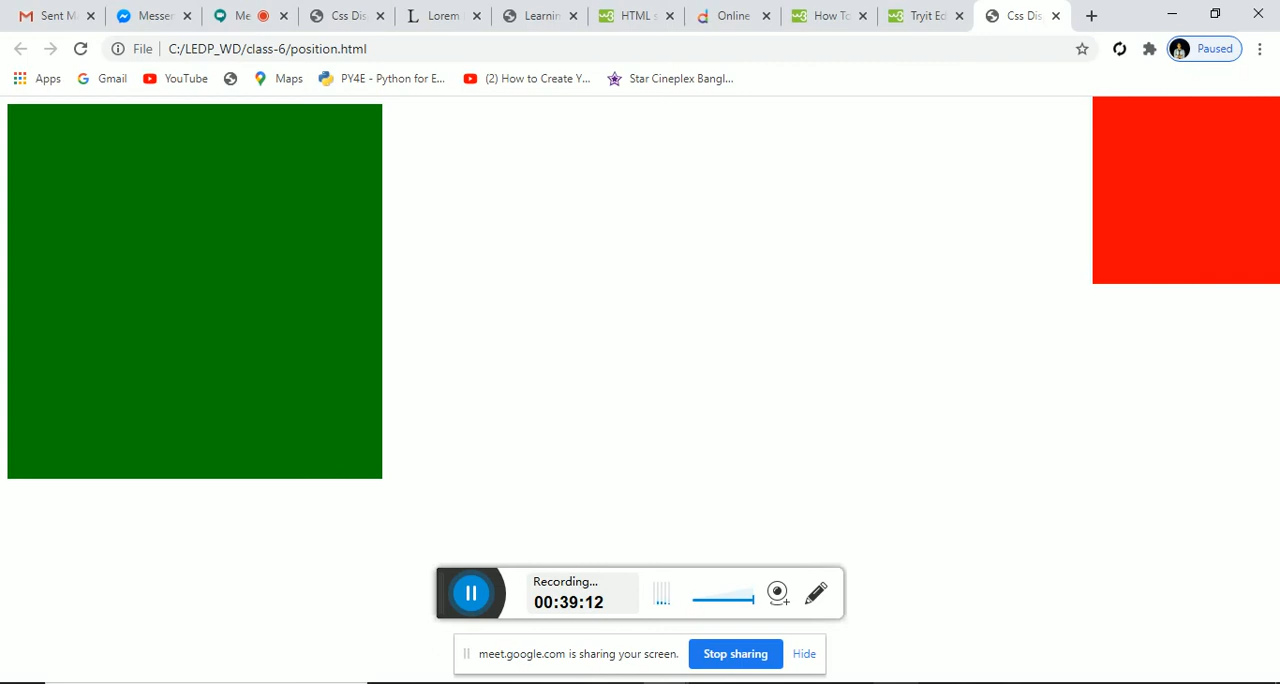 Sent M
Messer
Me
Css Dis
Lorem
Learnin
HTML s
Online
How To
Tryit Ed
Css Dis
File
C:/LEDP_WD/class-6/position.html
Paused
Apps
Gmail
YouTube
Maps
PY4E - Python for E...
(2) How to Create Y...
Star Cineplex Bangl...
Recording...
00:39:12
meet.google.com is sharing your screen.
Stop sharing
Hide